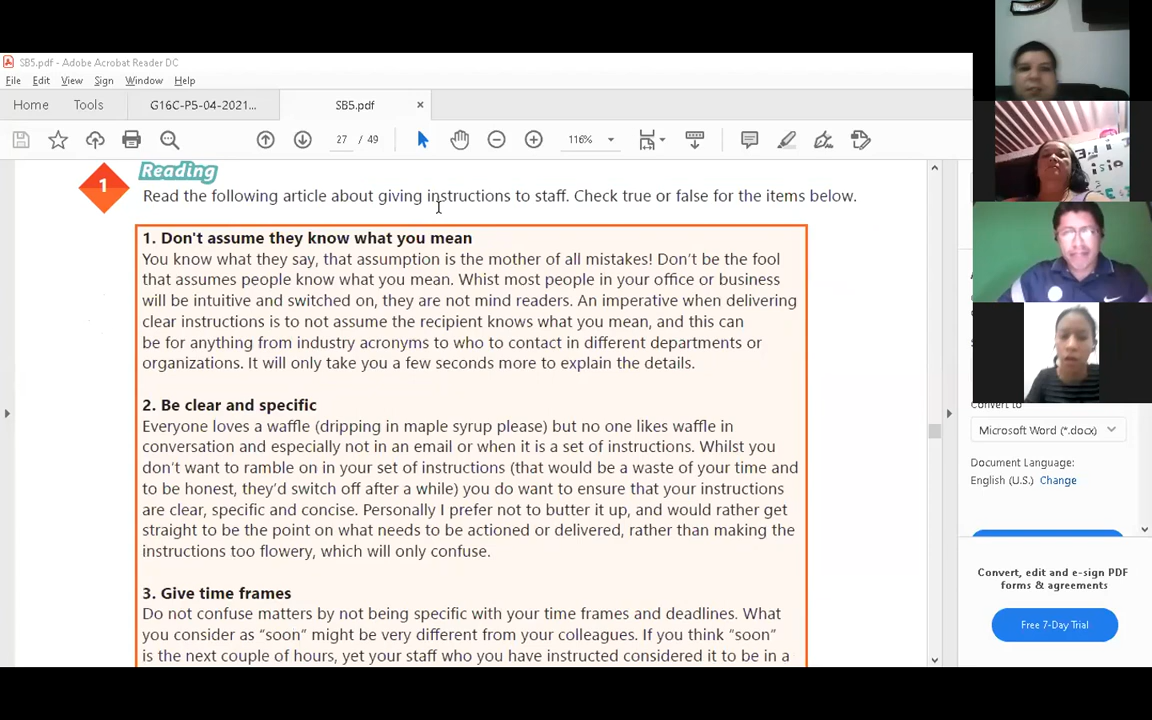 SB5.pdf - Adobe Acrobat Reader DC
File Edit View Sign Window Help
Home Tools G16C-P5-04-2021... SB5.pdf ×
27 / 49 116%
1 Reading
Read the following article about giving instructions to staff. Check true or false for the items below.
1. Don't assume they know what you mean
You know what they say, that assumption is the mother of all mistakes! Don't be the fool
that assumes people know what you mean. Whist most people in your office or business
will be intuitive and switched on, they are not mind readers. An imperative when delivering
clear instructions is to not assume the recipient knows what you mean, and this can
be for anything from industry acronyms to who to contact in different departments or
organizations. It will only take you a few seconds more to explain the details.
2. Be clear and specific
Everyone loves a waffle (dripping in maple syrup please) but no one likes waffle in
conversation and especially not in an email or when it is a set of instructions. Whilst you
don't want to ramble on in your set of instructions (that would be a waste of your time and
to be honest, they'd switch off after a while) you do want to ensure that your instructions
are clear, specific and concise. Personally I prefer not to butter it up, and would rather get
straight to be the point on what needs to be actioned or delivered, rather than making the
instructions too flowery, which will only confuse.
3. Give time frames
Do not confuse matters by not being specific with your time frames and deadlines. What
you consider as "soon" might be very different from your colleagues. If you think "soon"
is the next couple of hours, yet your staff who you have instructed considered it to be in a
Convert to
Microsoft Word (*.docx)
Document Language:
English (U.S.) Change
Convert, edit and e-sign PDF
forms & agreements
Free 7-Day Trial